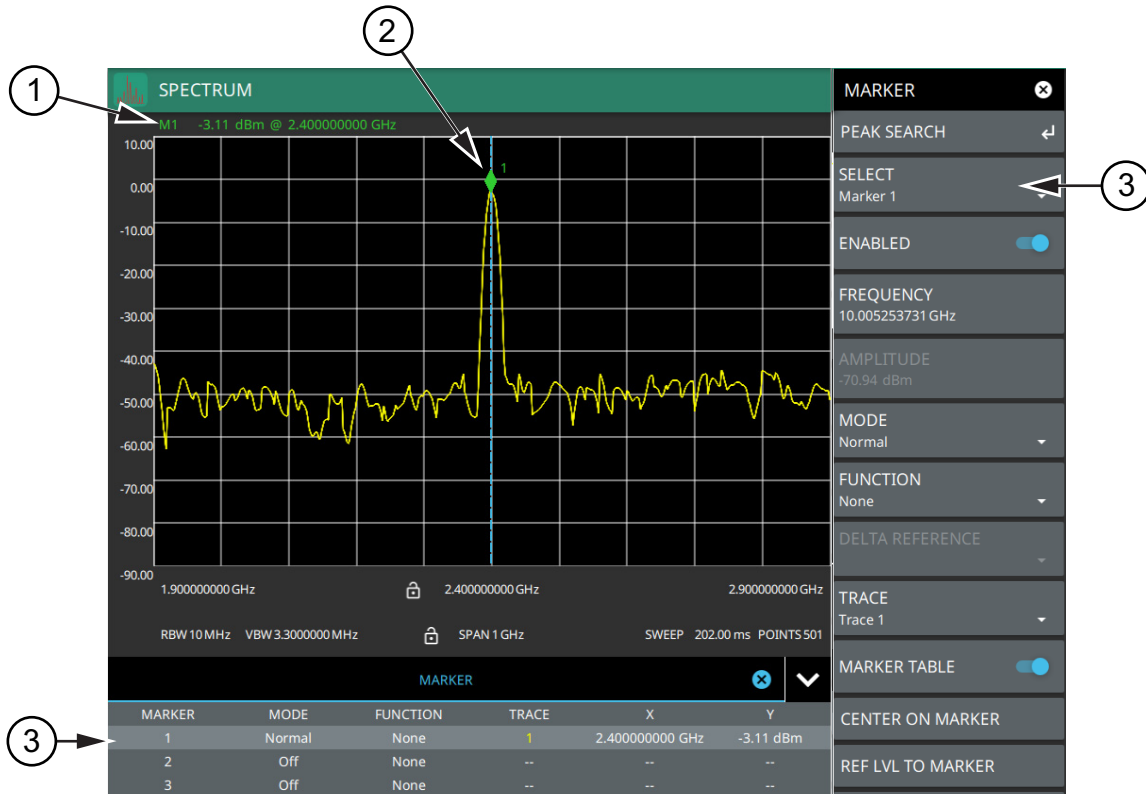 2
1
SPECTRUM
M1 -3.11 dBm @ 2.400000000 GHz
1
10.00
0.00
-10.00
-20.00
-30.00
-40.00
-50.00
-60.00
-70.00
-80.00
-90.00
1.900000000 GHz 2.400000000 GHz 2.900000000 GHz
RBW 10 MHz VBW 3.3000000 MHz SPAN 1 GHz SWEEP 202.00 ms POINTS 501
MARKER
MARKER MODE FUNCTION TRACE X Y
1 Normal None 1 2.400000000 GHz -3.11 dBm
2 Off None -- -- --
3 Off None -- -- --
3
MARKER
PEAK SEARCH
SELECT
Marker 1
3
ENABLED
FREQUENCY
10.005253731 GHz
AMPLITUDE
-70.94 dBm
MODE
Normal
FUNCTION
None
DELTA REFERENCE
TRACE
Trace 1
MARKER TABLE
CENTER ON MARKER
REF LVL TO MARKER